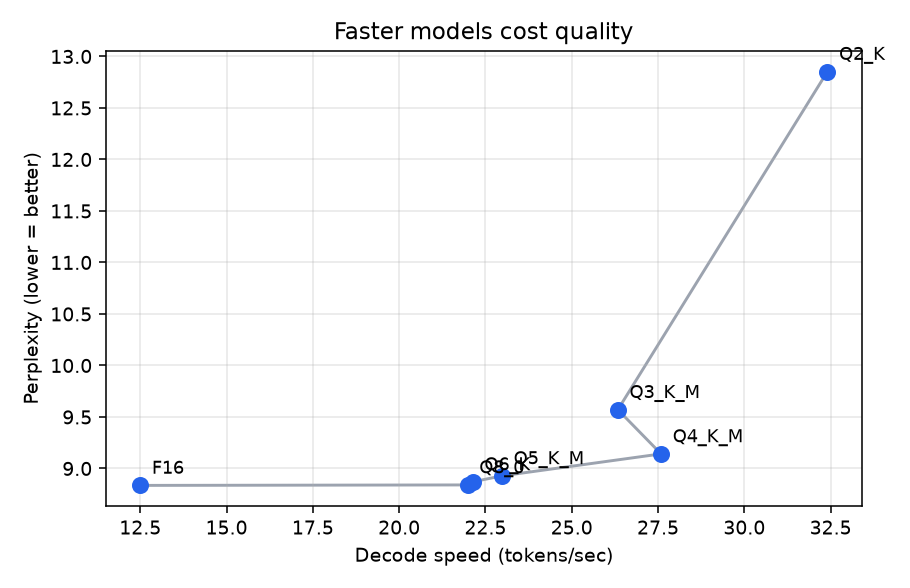 Faster models cost quality
Perplexity (lower = better)
13.0
12.5
12.0
11.5
11.0
10.5
10.0
9.5
9.0
Q2_K
Q3_K_M
Q4_K_M
Q5_K_M
Q6_K
Q8_0
F16
12.5 15.0 17.5 20.0 22.5 25.0 27.5 30.0 32.5
Decode speed (tokens/sec)